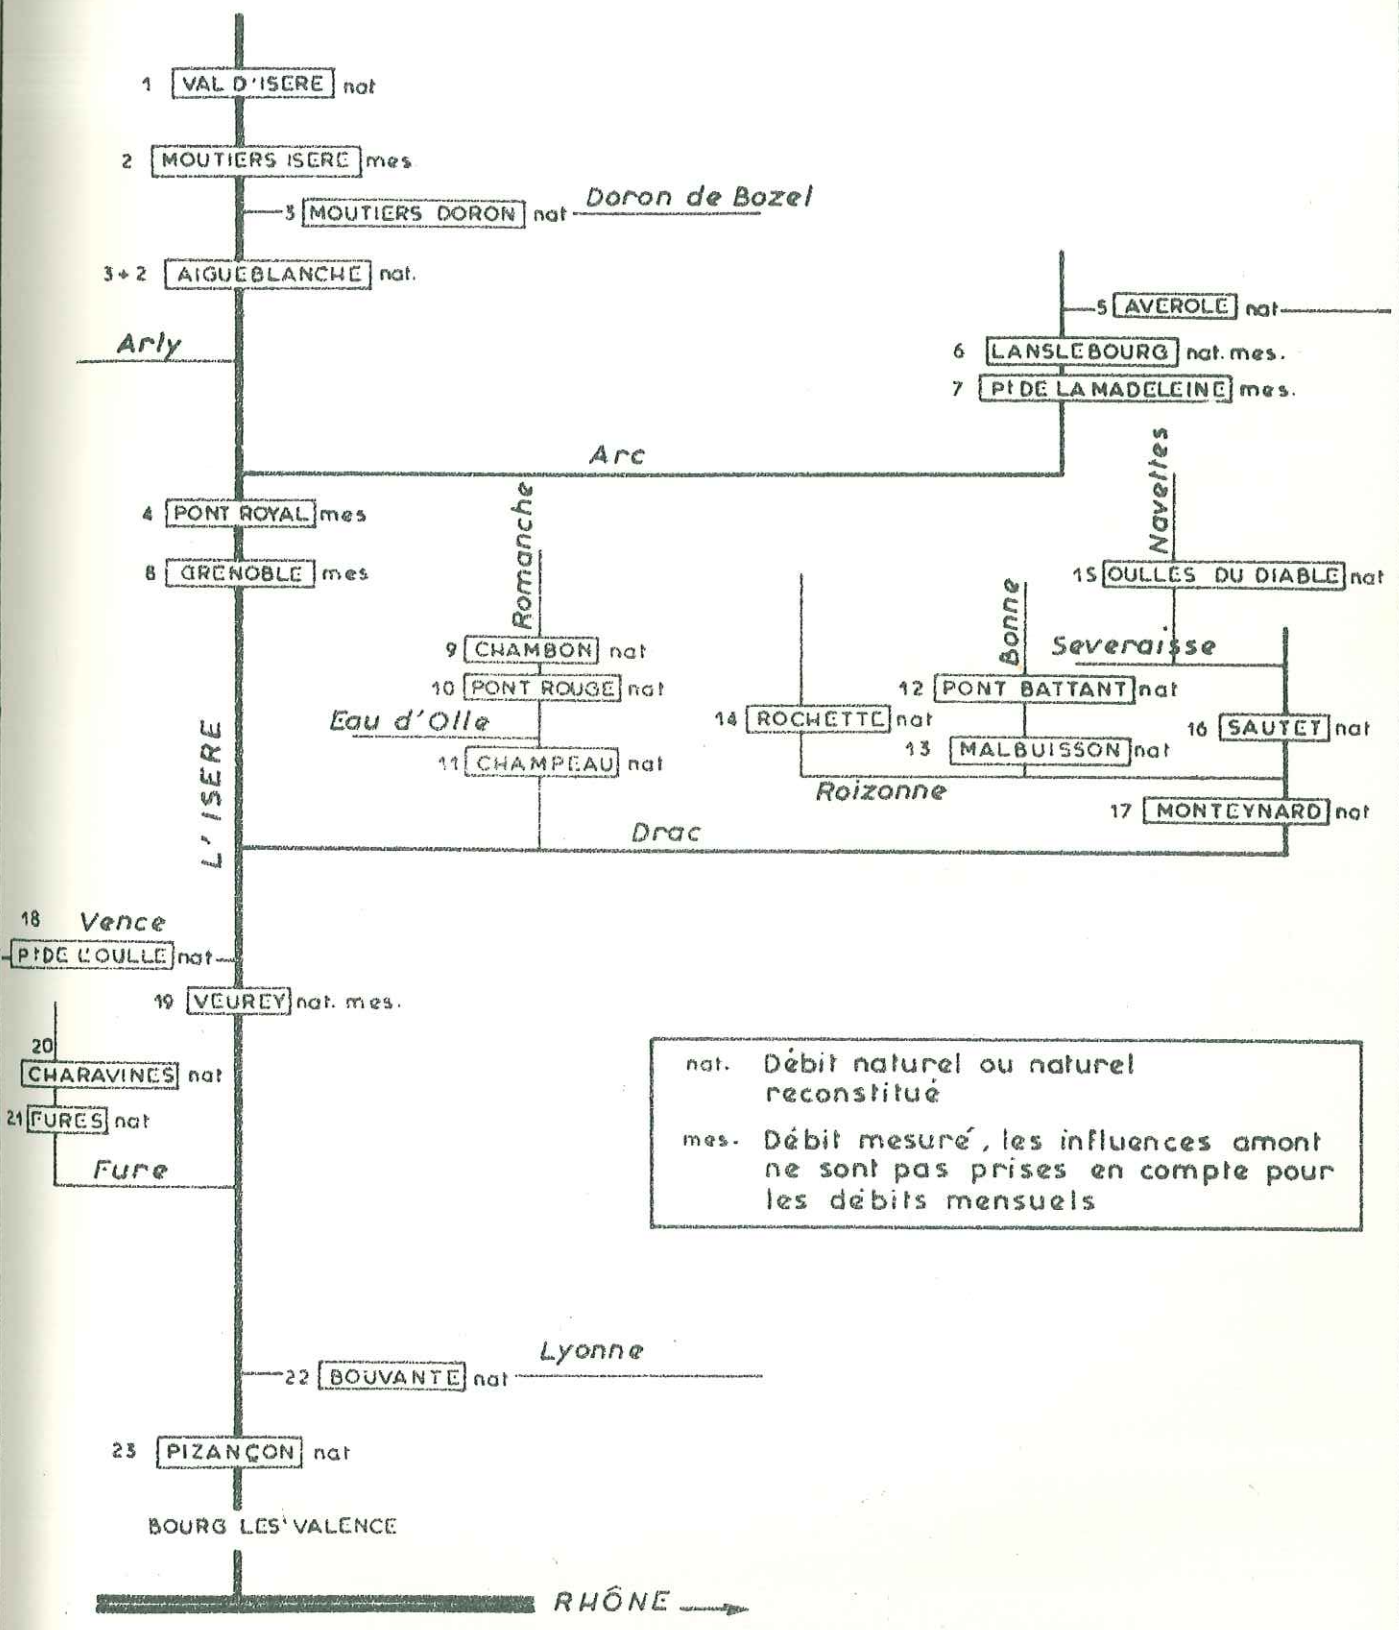 1 VAL D'ISERE nat
2 MOUTIERS ISERE mes
3 MOUTIERS DORON nat
Doron de Bozel
3+2 AIGUEBLANCHE nat.
Arly
5 AVEROLE nat
6 LANSLEBOURG nat. mes.
7 Pt DE LA MADELEINE mes.
Arc
4 PONT ROYAL mes
8 GRENOBLE mes
Romanche
Navettes
15 OULLES DU DIABLE nat
Bonne
Severaisse
9 CHAMBON nat
10 PONT ROUGE nat
12 PONT BATTANT nat
Eau d'Olle
14 ROCHETTE nat
16 SAUTET nat
13 MALBUISSON nat
11 CHAMPEAU nat
Roizonne
17 MONTEYNARD nat
L'ISERE
Drac
18 Vence
Pt DE L'OULLE nat
19 VEUREY nat. mes.
20
CHARAVINES nat
21 FURES nat
Fure
nat. Débit naturel ou naturel
reconstitué
mes. Débit mesuré, les influences amont
ne sont pas prises en compte pour
les débits mensuels
Lyonne
22 BOUVANTE nat
23 PIZANÇON nat
BOURG LES VALENCE
RHÔNE